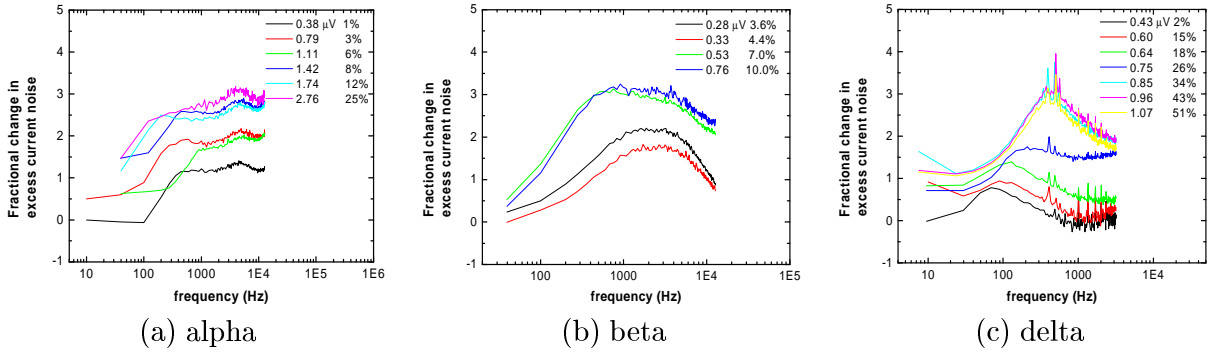 5
4
3
2
1
0
-1
Fractional change in
excess current noise
0.38 μV 1%
0.79 3%
1.11 6%
1.42 8%
1.74 12%
2.76 25%
10 100 1000 1E4 1E5 1E6
frequency (Hz)
(a) alpha
5
4
3
2
1
0
-1
Fractional change in
excess current noise
0.28 μV 3.6%
0.33 4.4%
0.53 7.0%
0.76 10.0%
100 1000 1E4 1E5
frequency (Hz)
(b) beta
5
4
3
2
1
0
-1
Fractional change in
excess current noise
0.43 μV 2%
0.60 15%
0.64 18%
0.75 26%
0.85 34%
0.96 43%
1.07 51%
10 100 1000 1E4
frequency (Hz)
(c) delta